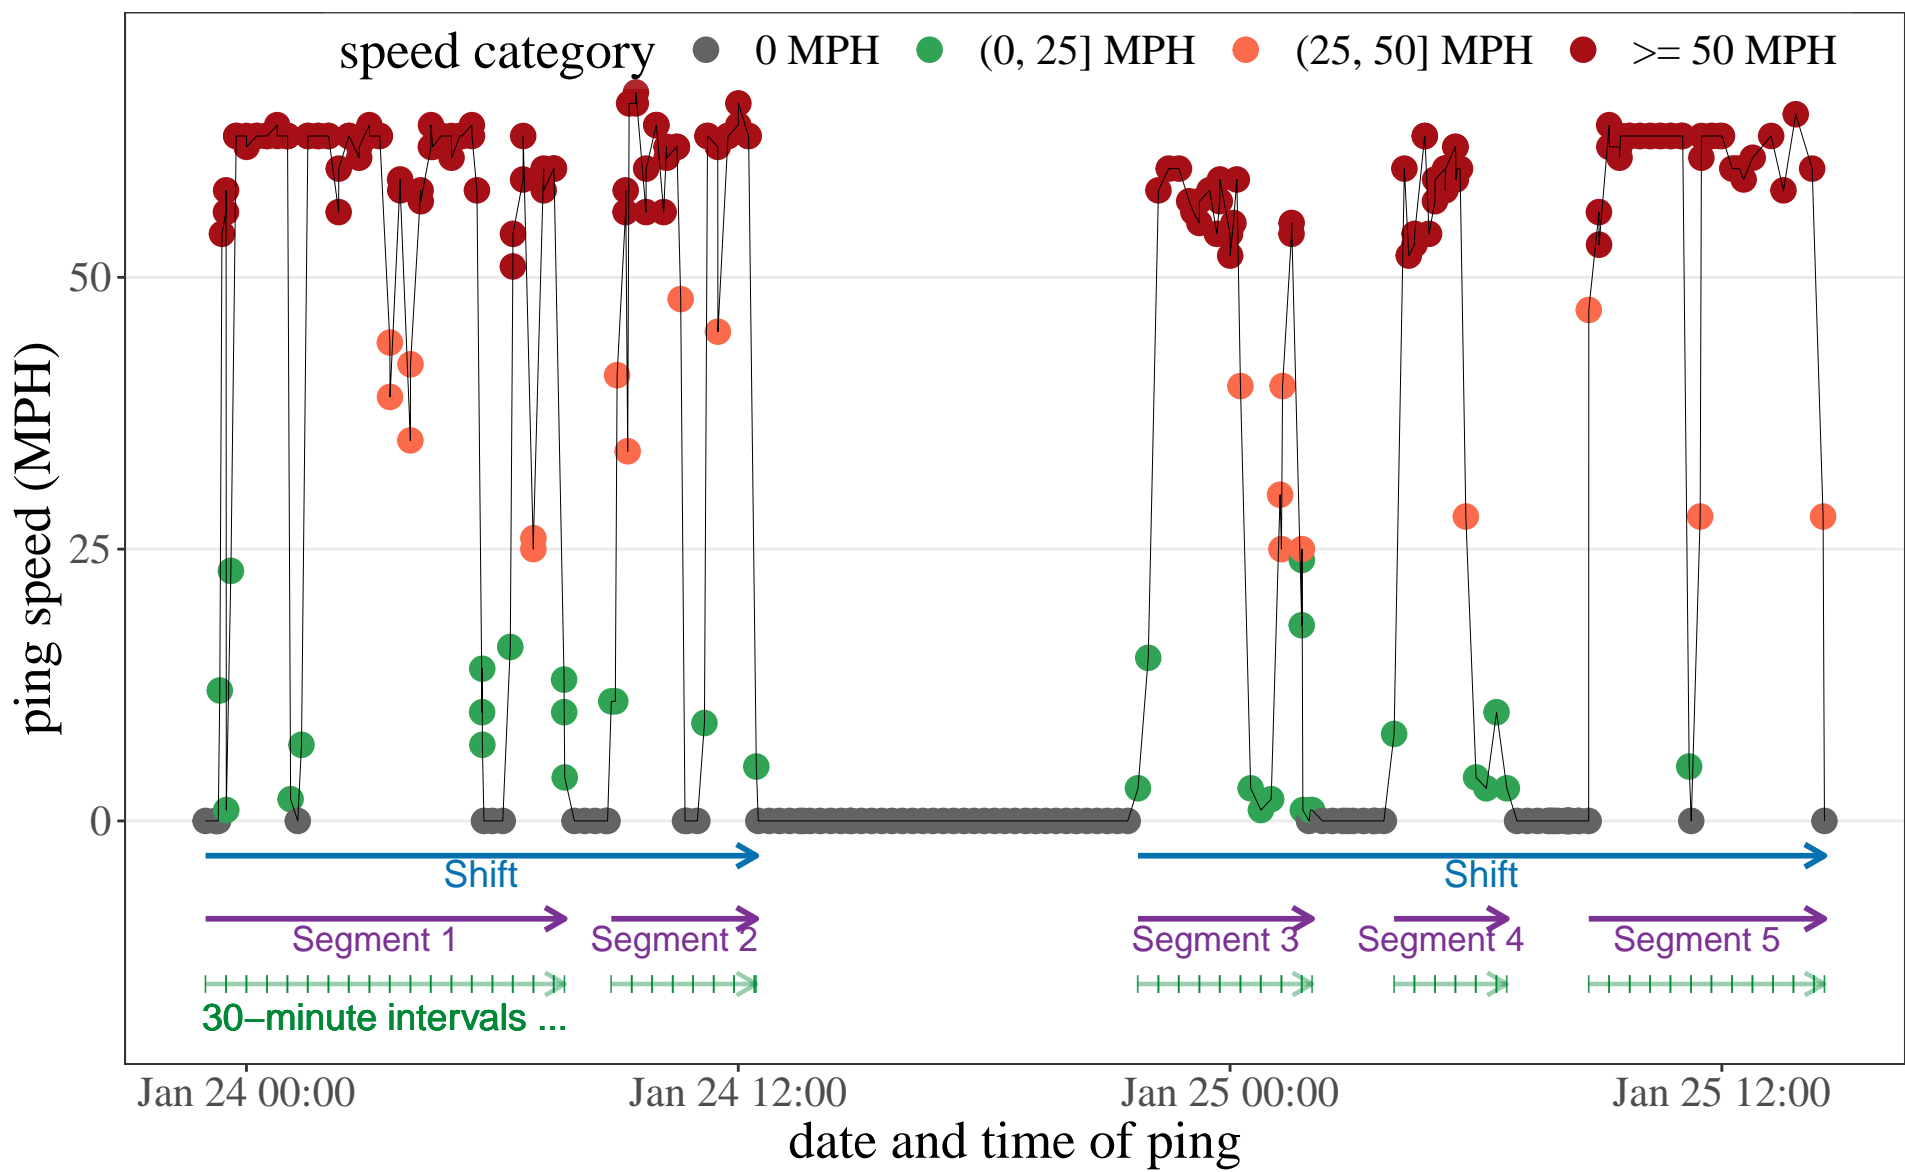 speed category 0 MPH (0, 25] MPH (25, 50] MPH >= 50 MPH
ping speed (MPH)
50
25
0
Shift Shift
Segment 1 Segment 2 Segment 3 Segment 4 Segment 5
30−minute intervals ...
Jan 24 00:00 Jan 24 12:00 Jan 25 00:00 Jan 25 12:00
date and time of ping